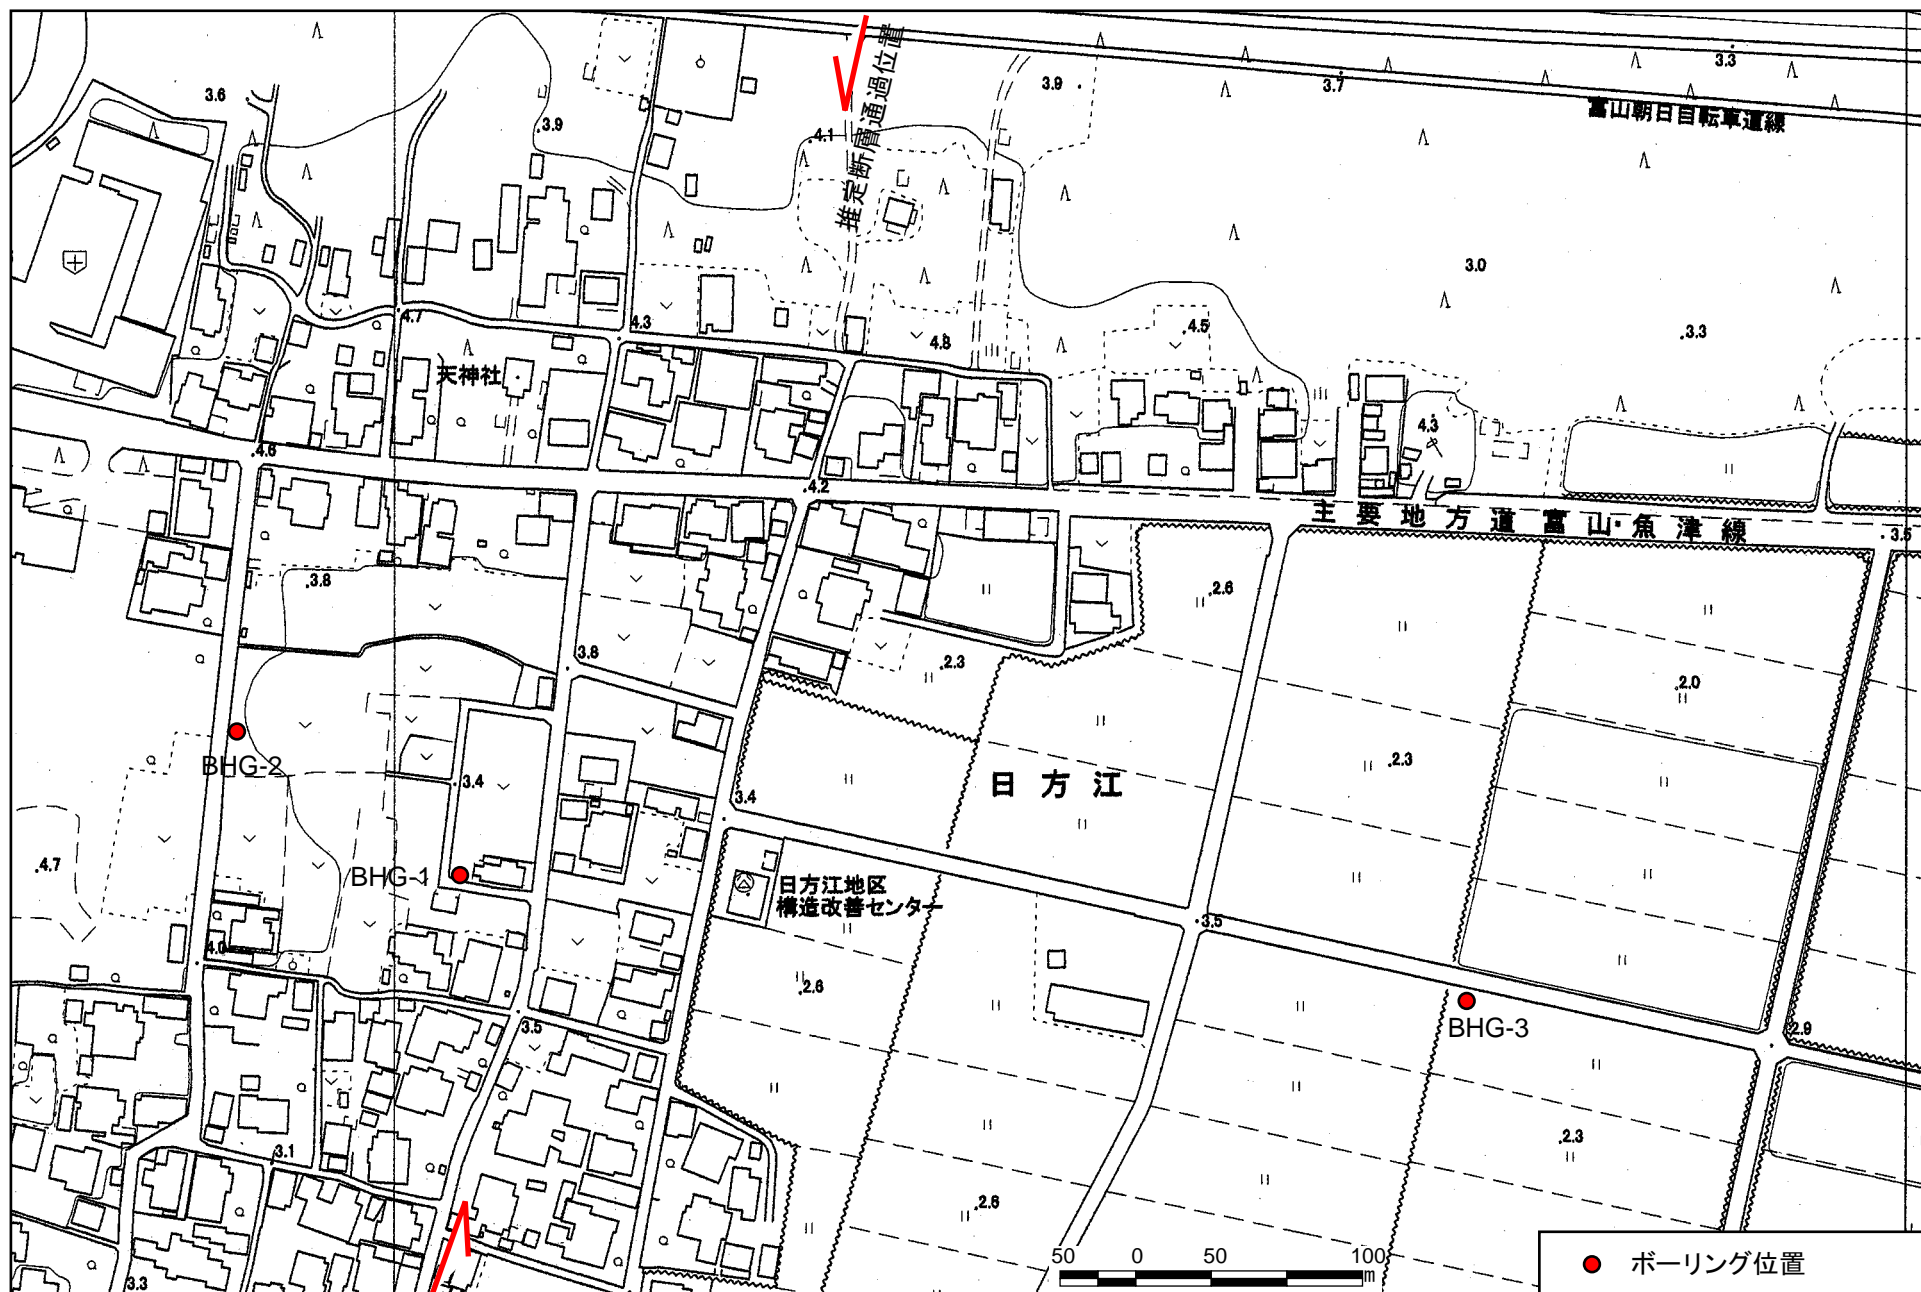 3.6
3.9
4.1
推定断層通過位置
3.9
3.7
3.3
富山朝日自転車道線
3.0
3.3
4.7
4.3
4.8
4.5
天神社
4.3
4.6
4.2
主要地方道富山・魚津線
3.5
3.8
2.6
3.8
2.3
2.0
BHG-2
3.4
3.4
日方江
2.3
4.7
BHG-1
日方江地区
構造改善センター
4.0
3.5
2.6
BHG-3
3.5
2.9
3.1
2.3
2.6
3.3
50 0 50 100
m
ボーリング位置